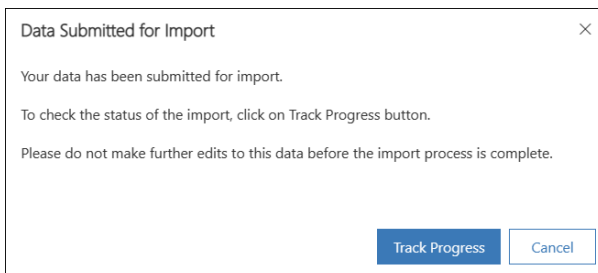 Data Submitted for Import
Your data has been submitted for import.
To check the status of the import, click on Track Progress button.
Please do not make further edits to this data before the import process is complete.
Track Progress
Cancel